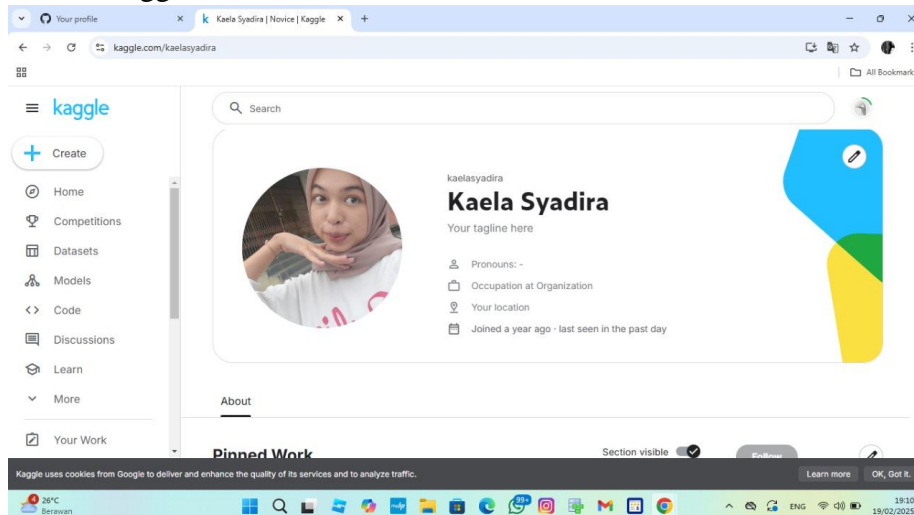 Your profile
Kaela Syadira | Novice | Kaggle
kaggle.com/kaelasyadira
All Bookmark
kaggle
Search
Create
Home
Competitions
Datasets
Models
Code
Discussions
Learn
More
Your Work
kaelasyadira
Kaela Syadira
Your tagline here
Pronouns: -
Occupation at Organization
Your location
Joined a year ago · last seen in the past day
About
Pinned Work
Section visible
Follow
Kaggle uses cookies from Google to deliver and enhance the quality of its services and to analyze traffic.
Learn more
OK, Got it.
26°C
Berawan
99+
ENG
19:10
19/02/2025